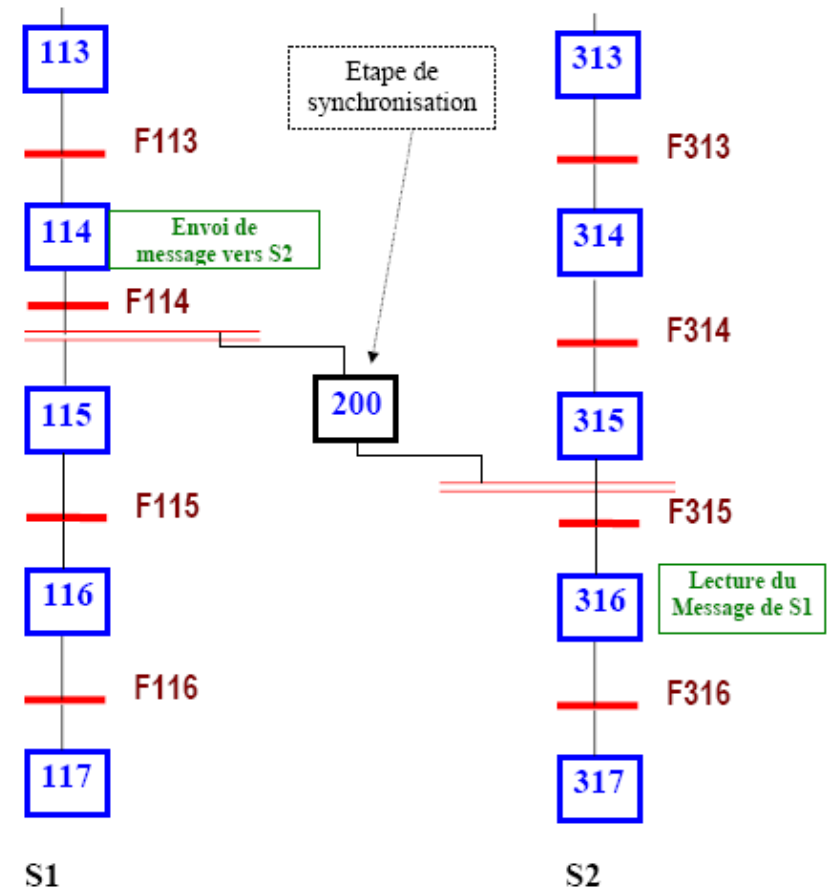 113
Etape de
synchronisation
313
F113
F313
114
Envoi de
message vers S2
314
F114
F314
115
200
315
F115
F315
116
316
Lecture du
Message de S1
F116
F316
117
317
S1
S2